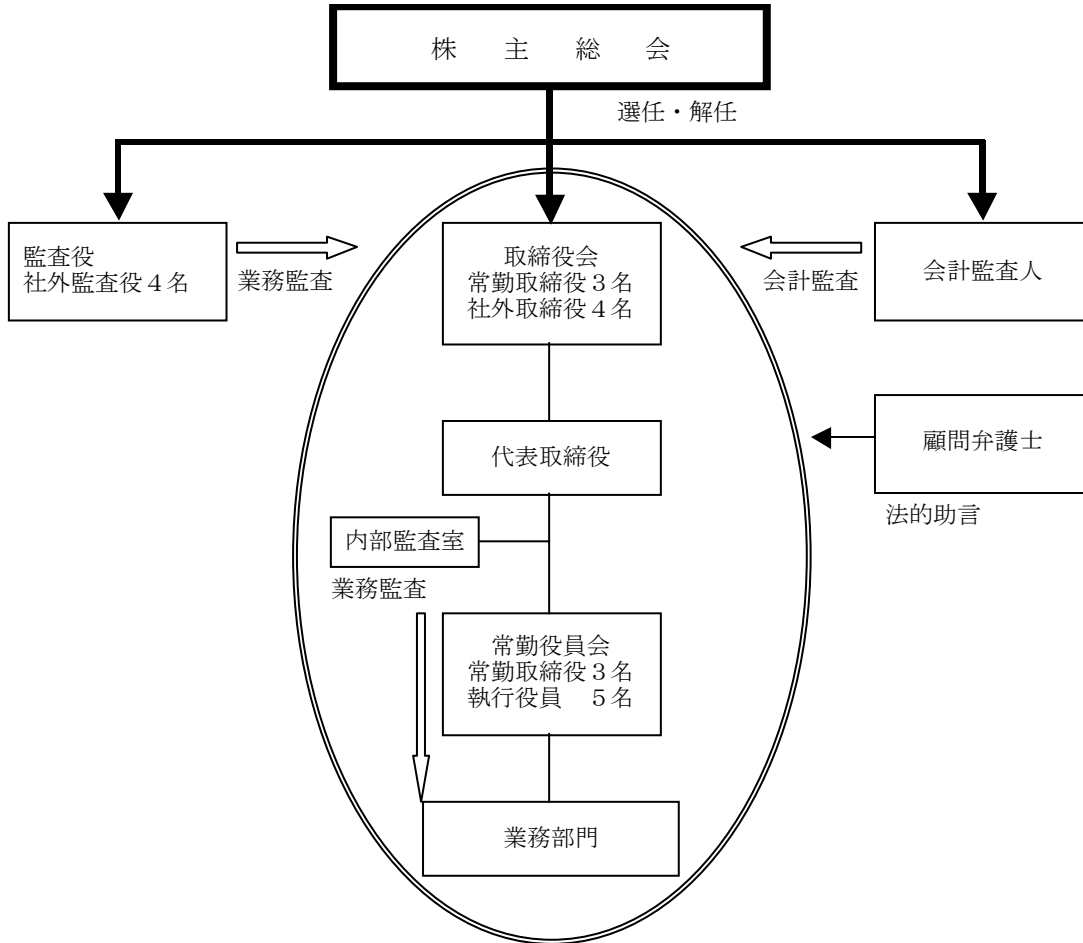 株 主 総 会
選任・解任
監査役
社外監査役４名
業務監査
取締役会
常勤取締役３名
社外取締役４名
会計監査
会計監査人
代表取締役
顧問弁護士
法的助言
内部監査室
業務監査
常勤役員会
常勤取締役３名
執行役員　５名
業務部門